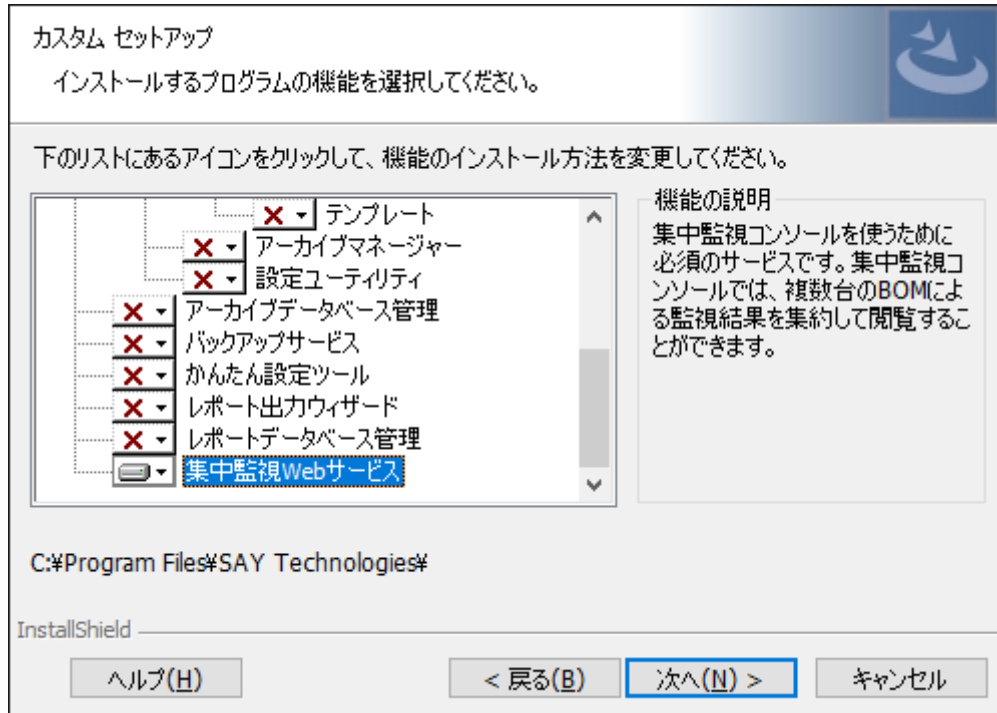 カスタム セットアップ
インストールするプログラムの機能を選択してください。
下のリストにあるアイコンをクリックして、機能のインストール方法を変更してください。
テンプレート
アーカイブマネージャー
設定ユーティリティ
アーカイブデータベース管理
バックアップサービス
かんたん設定ツール
レポート出力ウィザード
レポートデータベース管理
集中監視Webサービス
機能の説明
集中監視コンソールを使うために
必須のサービスです。集中監視コ
ンソールでは、複数台のBOMによ
る監視結果を集約して閲覧するこ
とができます。
C:¥Program Files¥SAY Technologies¥
InstallShield
ヘルプ(H)
< 戻る(B)
次へ(N) >
キャンセル